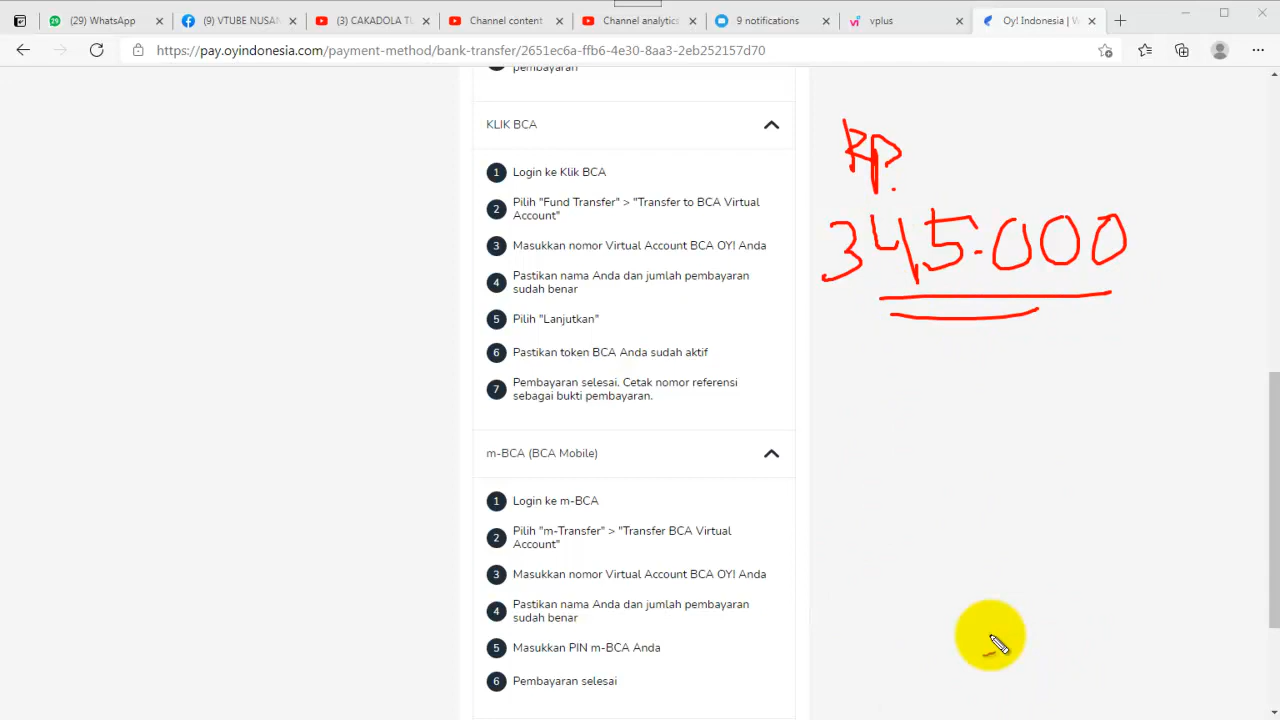 (29) WhatsApp
(9) VTUBE NUSAN
(3) CAKADOLA TU
Channel content
Channel analytics
9 notifications
vplus
Oy! Indonesia | W
https://pay.oyindonesia.com/payment-method/bank-transfer/2651ec6a-ffb6-4e30-8aa3-2eb252157d70
pembayaran
KLIK BCA
1 Login ke Klik BCA
2 Pilih "Fund Transfer" > "Transfer to BCA Virtual
Account"
3 Masukkan nomor Virtual Account BCA OY! Anda
4 Pastikan nama Anda dan jumlah pembayaran
sudah benar
5 Pilih "Lanjutkan"
6 Pastikan token BCA Anda sudah aktif
7 Pembayaran selesai. Cetak nomor referensi
sebagai bukti pembayaran.
m-BCA (BCA Mobile)
1 Login ke m-BCA
2 Pilih "m-Transfer" > "Transfer BCA Virtual
Account"
3 Masukkan nomor Virtual Account BCA OY! Anda
4 Pastikan nama Anda dan jumlah pembayaran
sudah benar
5 Masukkan PIN m-BCA Anda
6 Pembayaran selesai
Rp.
345.000